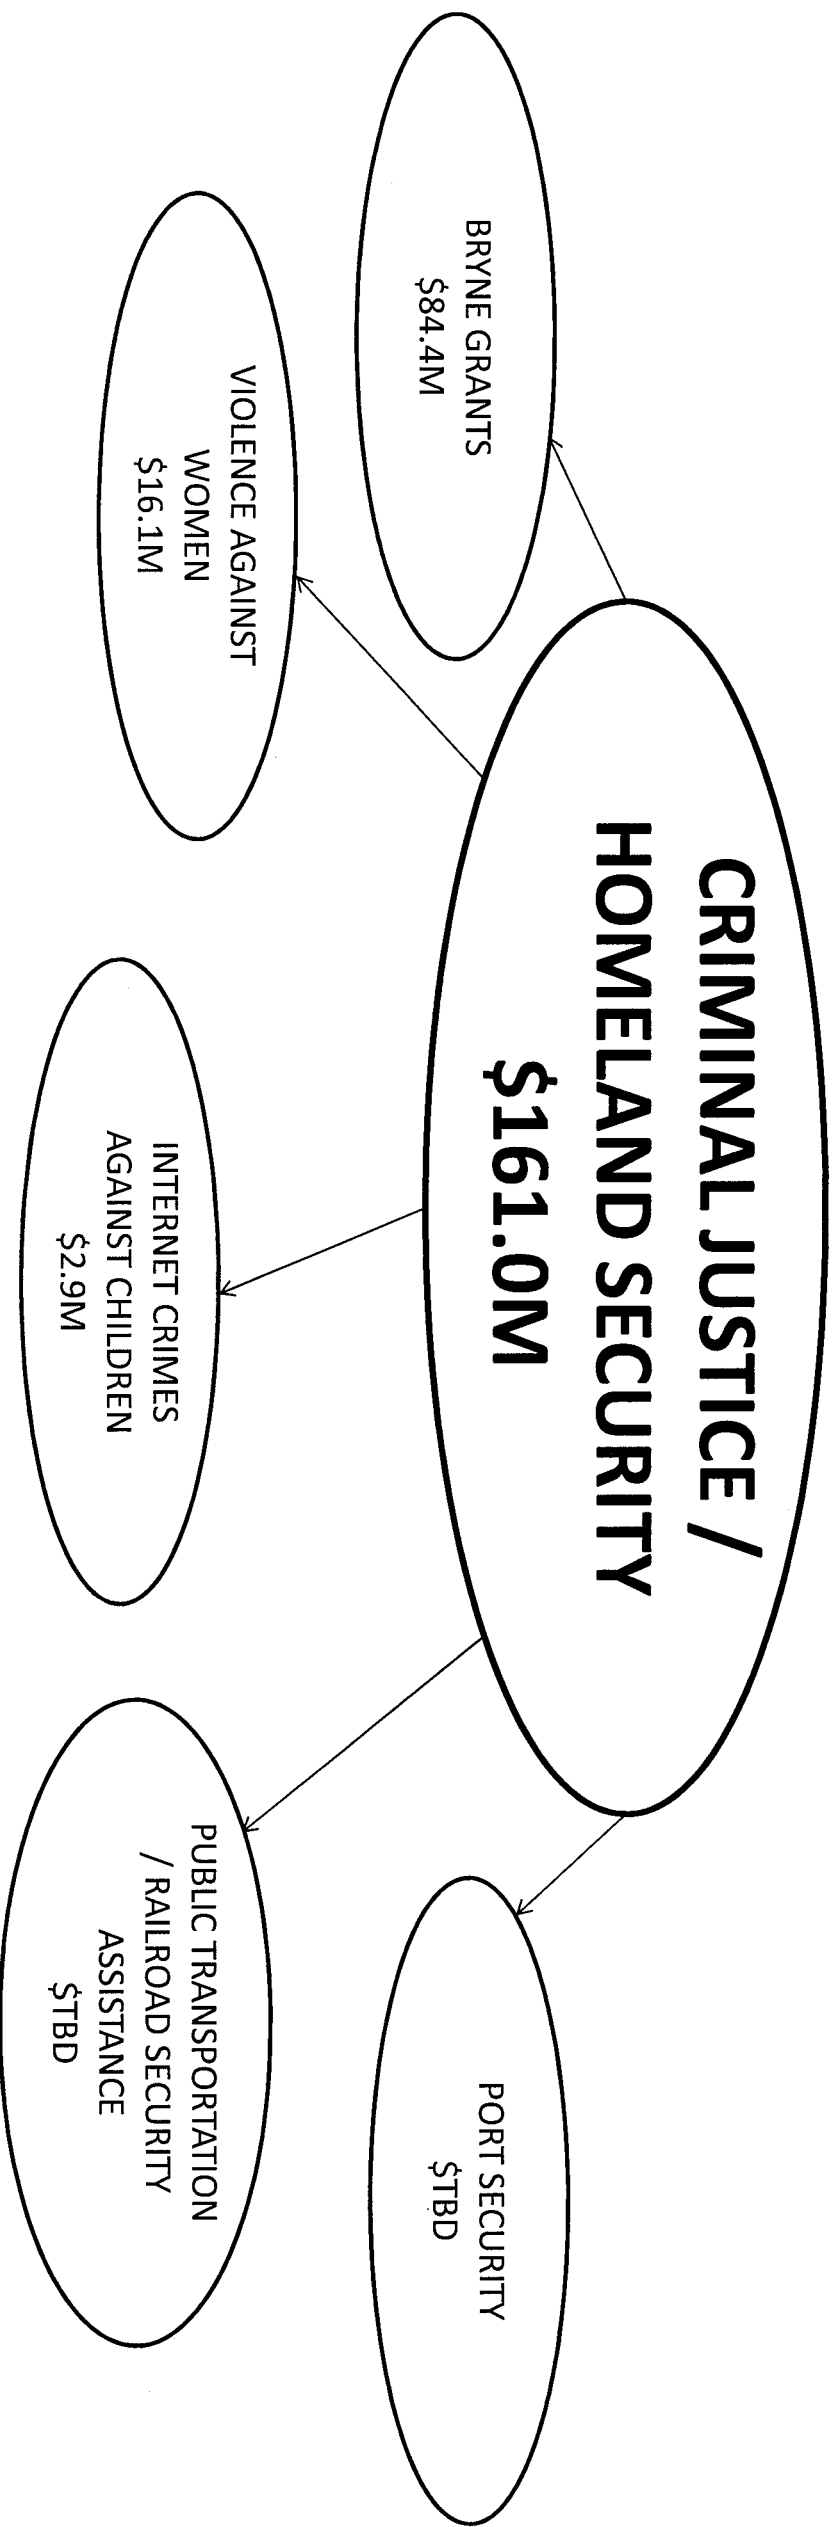 CRIMINAL JUSTICE /
HOMELAND SECURITY
$161.0M
BRYNE GRANTS
$84.4M
VIOLENCE AGAINST
WOMEN
$16.1M
INTERNET CRIMES
AGAINST CHILDREN
$2.9M
PUBLIC TRANSPORTATION
/ RAILROAD SECURITY
ASSISTANCE
$TBD
PORT SECURITY
$TBD